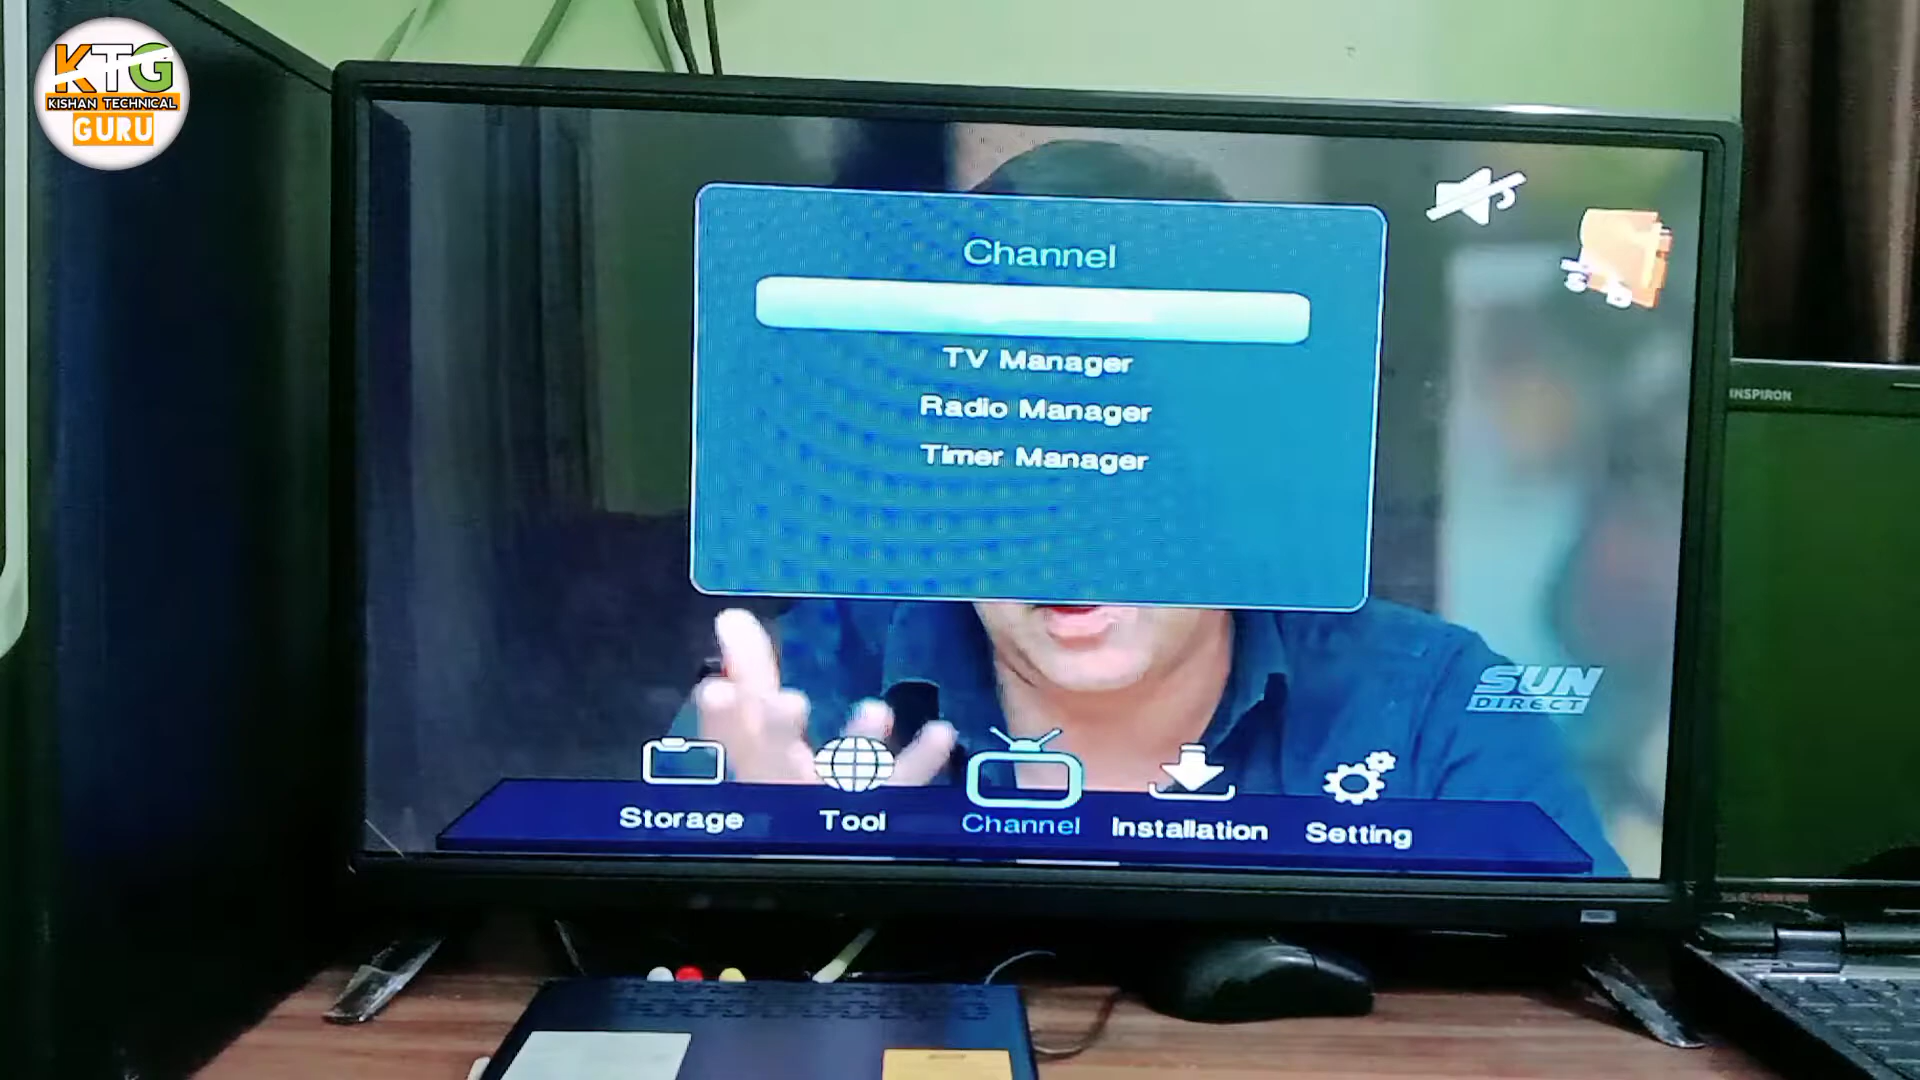 KTG
KISHAN TECHNICAL
GURU
Channel
TV Manager
Radio Manager
Timer Manager
INSPIRON
SUN
DIRECT
Storage
Tool
Channel
Installation
Setting